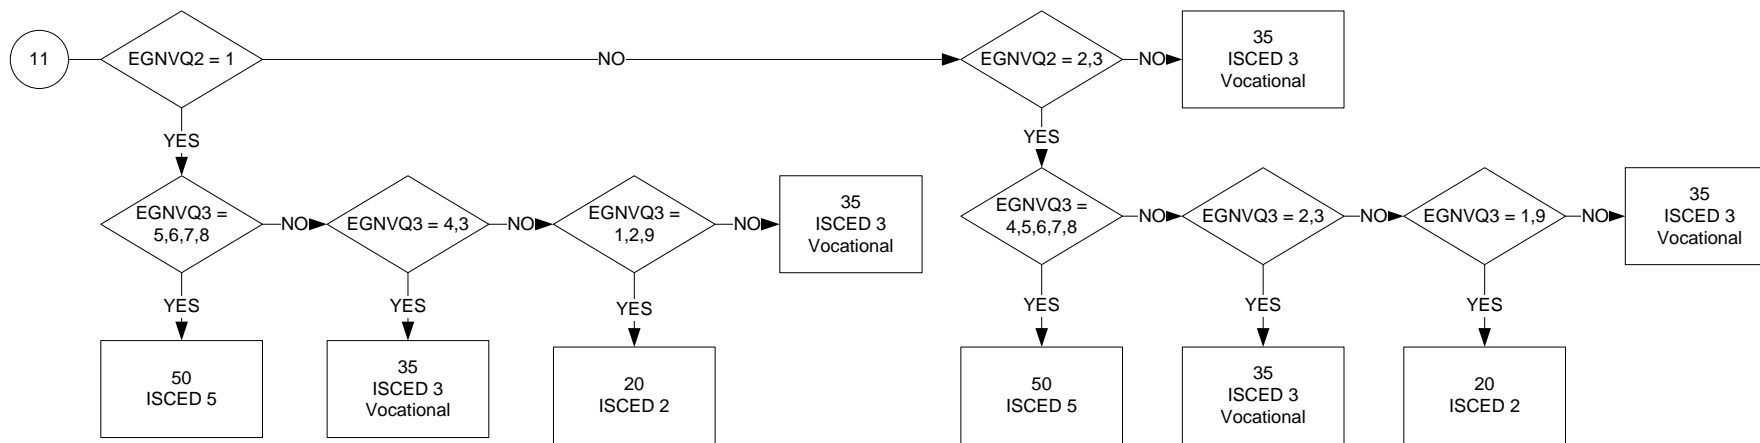 11
EGNVQ2 = 1
NO
EGNVQ2 = 2,3
NO
35
ISCED 3
Vocational
YES
YES
EGNVQ3 =
5,6,7,8
NO
EGNVQ3 = 4,3
NO
EGNVQ3 =
1,2,9
NO
35
ISCED 3
Vocational
EGNVQ3 =
4,5,6,7,8
NO
EGNVQ3 = 2,3
NO
EGNVQ3 = 1,9
NO
35
ISCED 3
Vocational
YES
YES
YES
YES
YES
YES
50
ISCED 5
35
ISCED 3
Vocational
20
ISCED 2
50
ISCED 5
35
ISCED 3
Vocational
20
ISCED 2